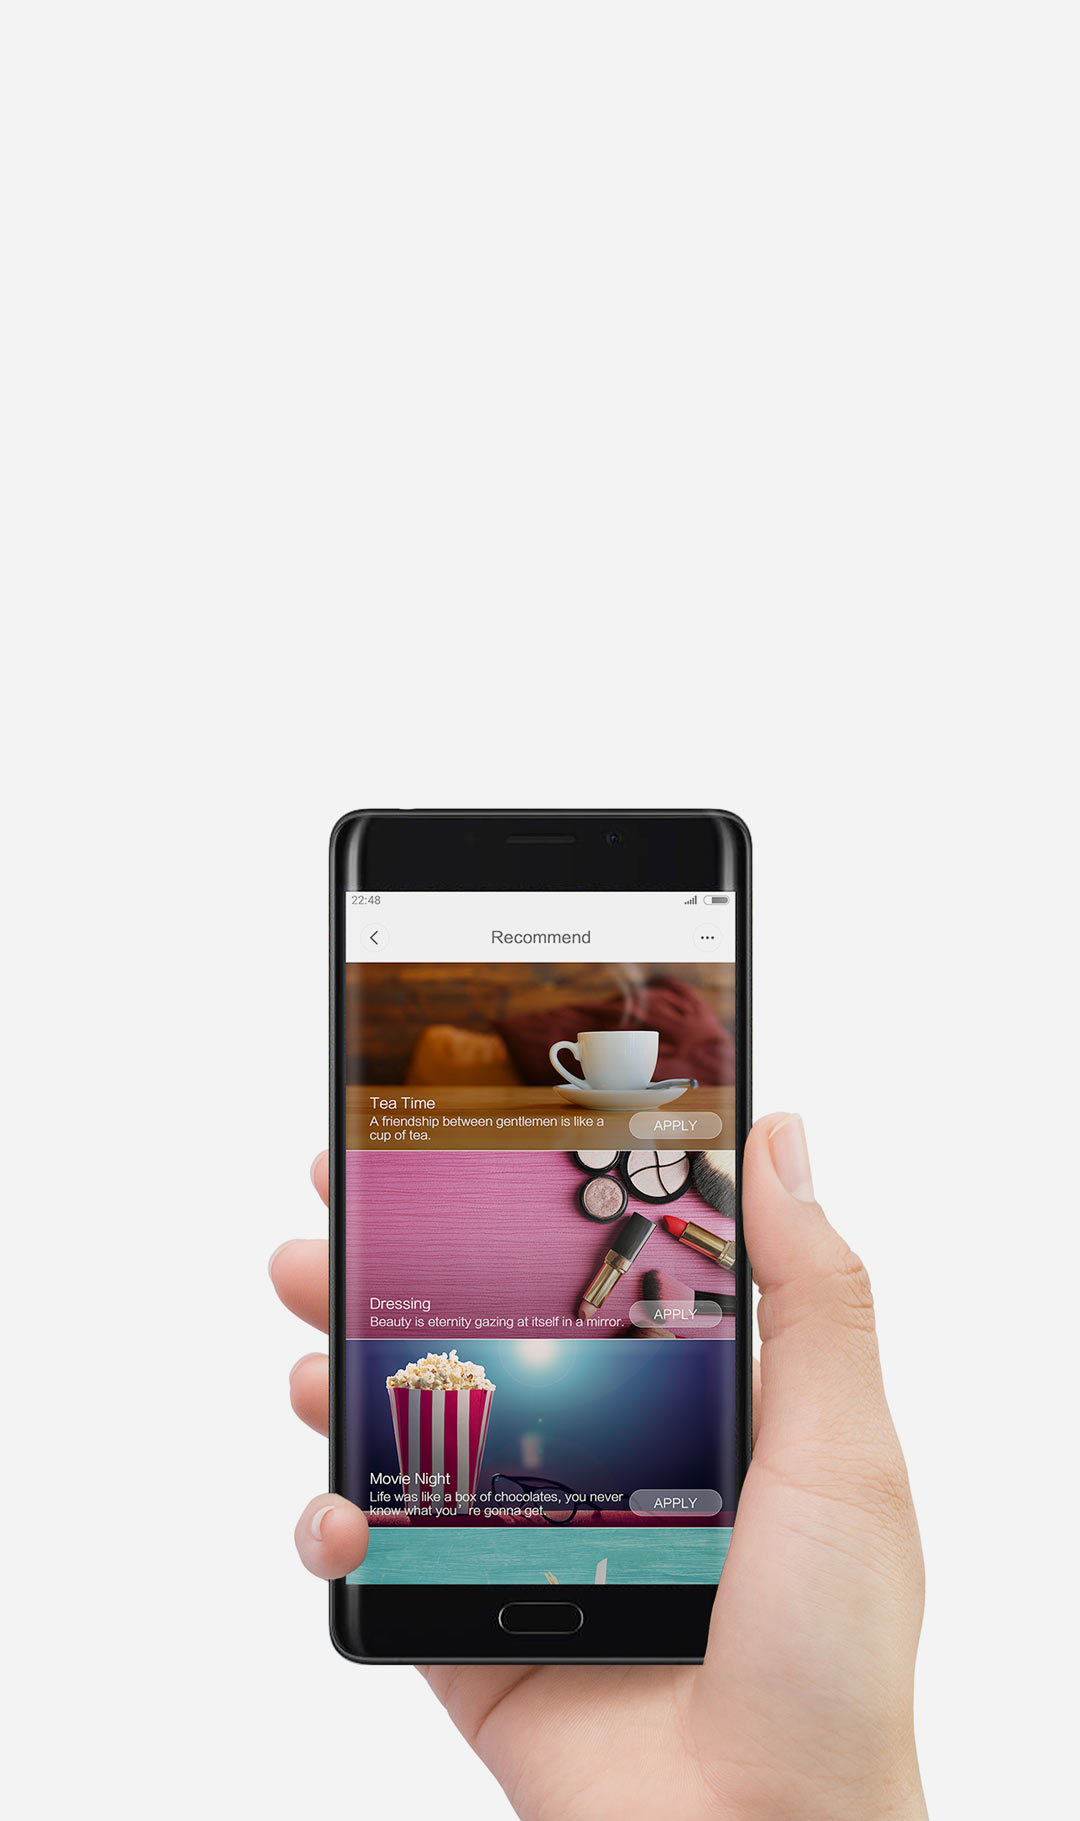 22:48
Recommend
Tea Time
A friendship between gentlemen is like a
cup of tea.
APPLY
Dressing
Beauty is eternity gazing at itself in a mirror.
APPLY
Movie Night
Life was like a box of chocolates, you never
know what you’re gonna get.
APPLY